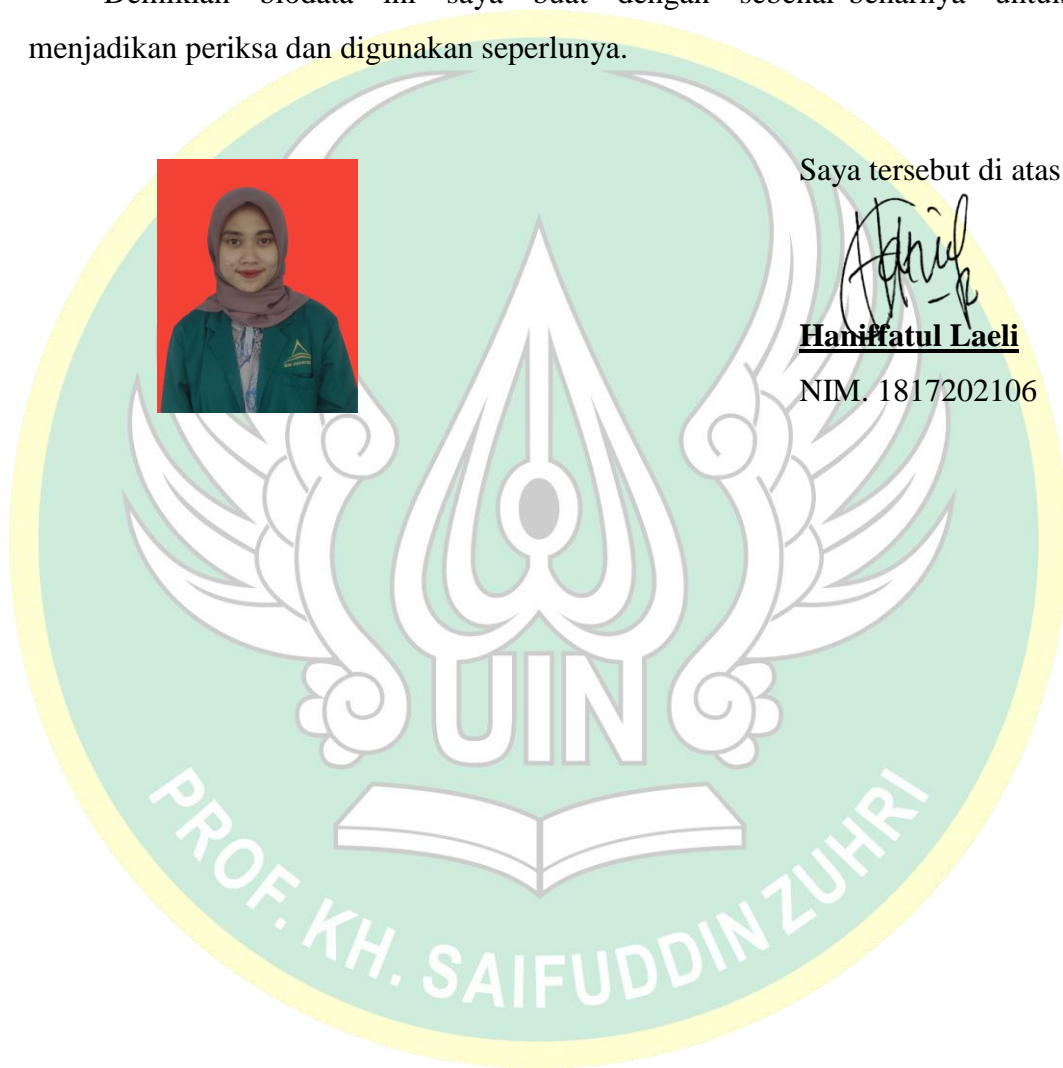 Demikian biodata ini saya buat dengan sebenar-benarnya untuk
menjadikan periksa dan digunakan seperlunya.
Saya tersebut di atas
Haniffatul Laeli
NIM. 1817202106
UIN
PROF. KH. SAIFUDDIN ZUHRI